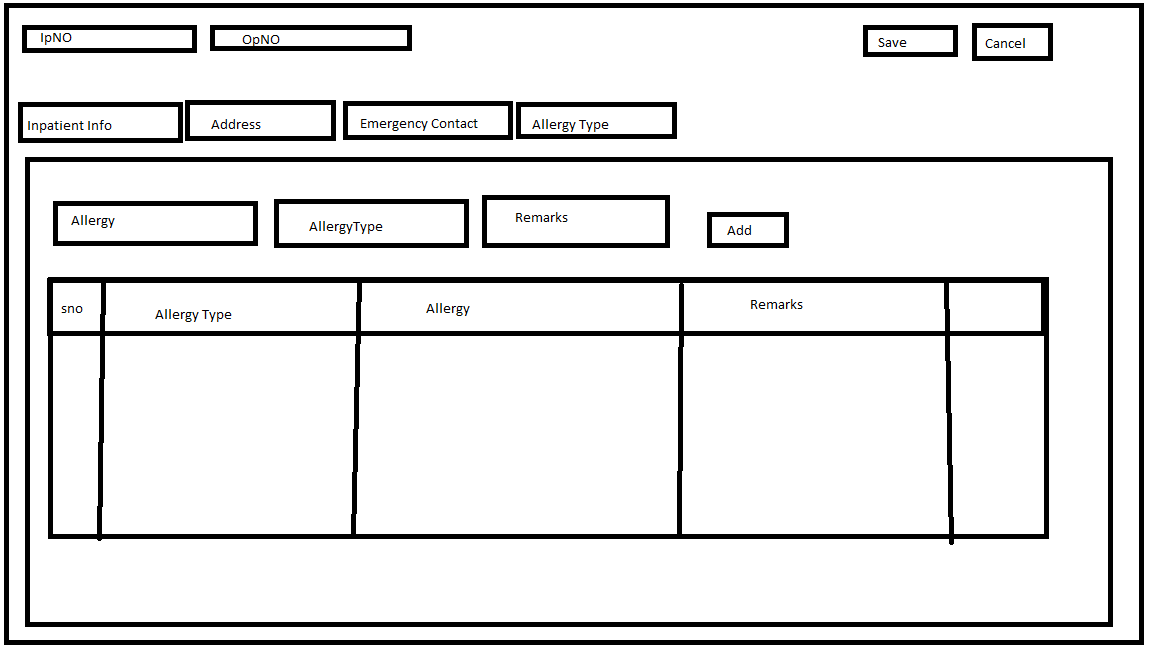 IpNO
OpNO
Save
Cancel
Inpatient Info
Address
Emergency Contact
Allergy Type
Allergy
AllergyType
Remarks
Add
sno
Allergy Type
Allergy
Remarks